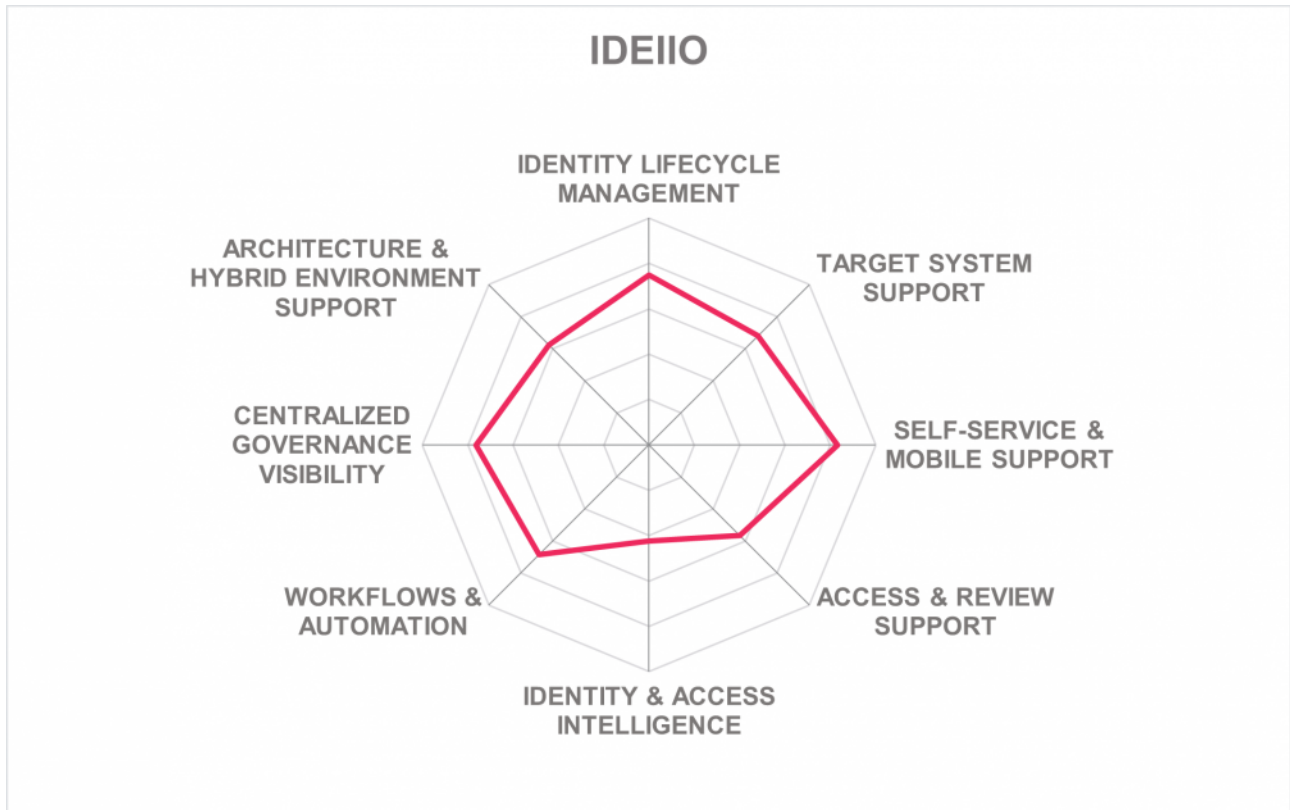 IDEIIO
IDENTITY LIFECYCLE
MANAGEMENT
TARGET SYSTEM
SUPPORT
SELF-SERVICE &
MOBILE SUPPORT
ACCESS & REVIEW
SUPPORT
IDENTITY & ACCESS
INTELLIGENCE
WORKFLOWS &
AUTOMATION
CENTRALIZED
GOVERNANCE
VISIBILITY
ARCHITECTURE &
HYBRID ENVIRONMENT
SUPPORT